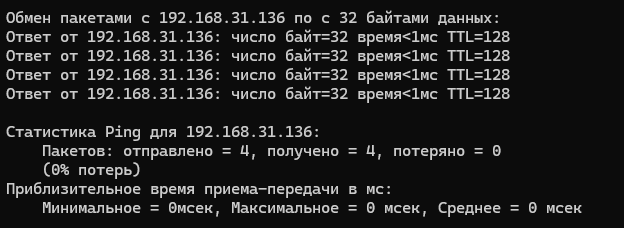 Обмен пакетами с 192.168.31.136 по с 32 байтами данных:
Ответ от 192.168.31.136: число байт=32 время<1мс TTL=128
Ответ от 192.168.31.136: число байт=32 время<1мс TTL=128
Ответ от 192.168.31.136: число байт=32 время<1мс TTL=128
Ответ от 192.168.31.136: число байт=32 время<1мс TTL=128

Статистика Ping для 192.168.31.136:
    Пакетов: отправлено = 4, получено = 4, потеряно = 0
    (0% потерь)
Приблизительное время приема-передачи в мс:
    Минимальное = 0мсек, Максимальное = 0 мсек, Среднее = 0 мсек